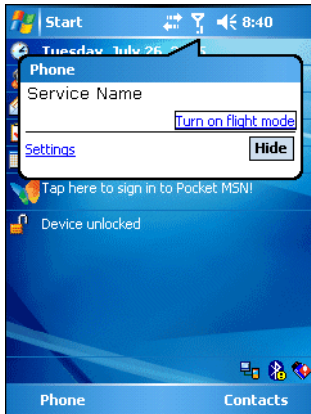 Start 8:40
Tuesday, July 26, 2005
Phone
Service Name
Turn on flight mode
Settings Hide
Tap here to sign in to Pocket MSN!
Device unlocked
Phone Contacts